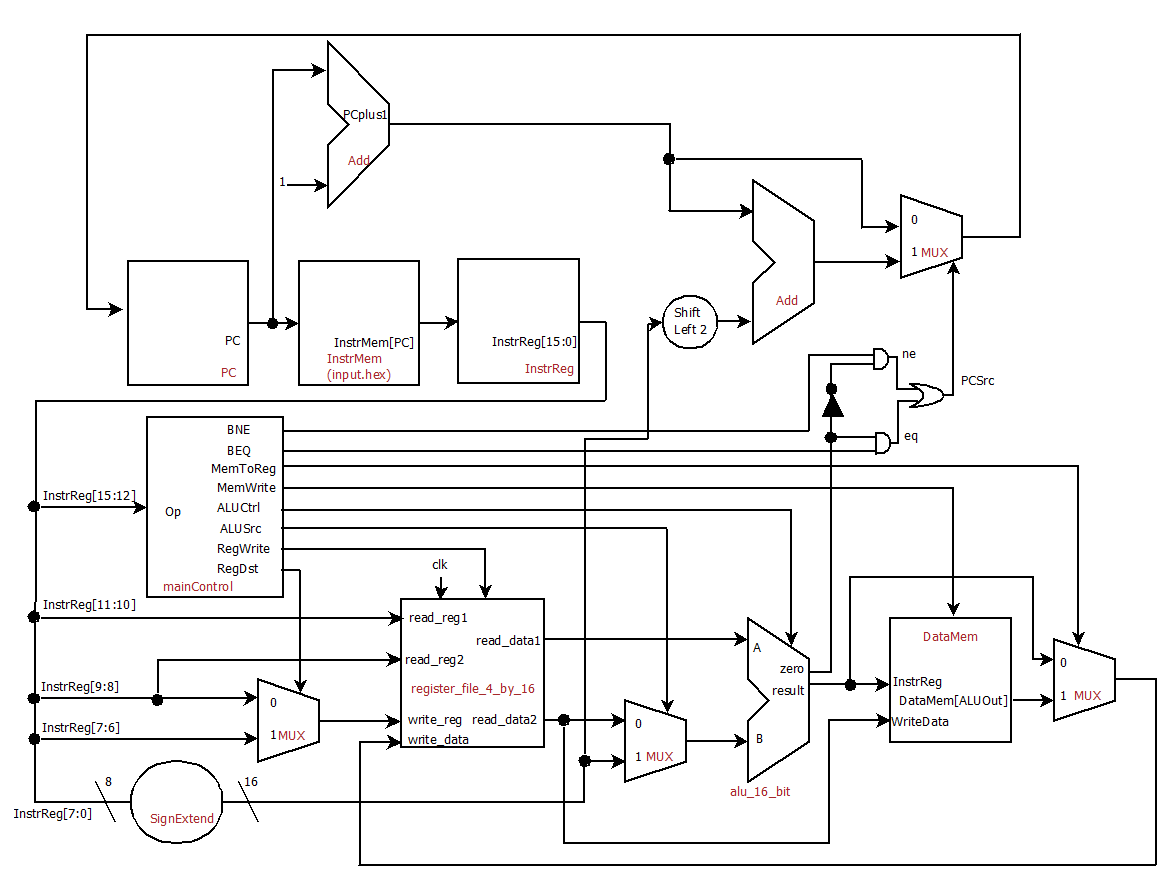 PCplus1
Add
1
0
1 MUX
Add
Shift
Left 2
PC
PC
InstrMem[PC]
InstrMem
(input.hex)
InstrReg[15:0]
InstrReg
ne
PCSrc
eq
BNE
BEQ
MemToReg
MemWrite
ALUCtrl
ALUSrc
RegWrite
RegDst
Op
mainControl
InstrReg[15:12]
clk
InstrReg[11:10]
read_reg1
read_data1
read_reg2
register_file_4_by_16
write_reg
read_data2
write_data
InstrReg[9:8]
InstrReg[7:6]
0
1MUX
0
1 MUX
A
zero
result
B
alu_16_bit
DataMem
InstrReg
DataMem[ALUOut]
WriteData
0
1 MUX
8
16
InstrReg[7:0]
SignExtend